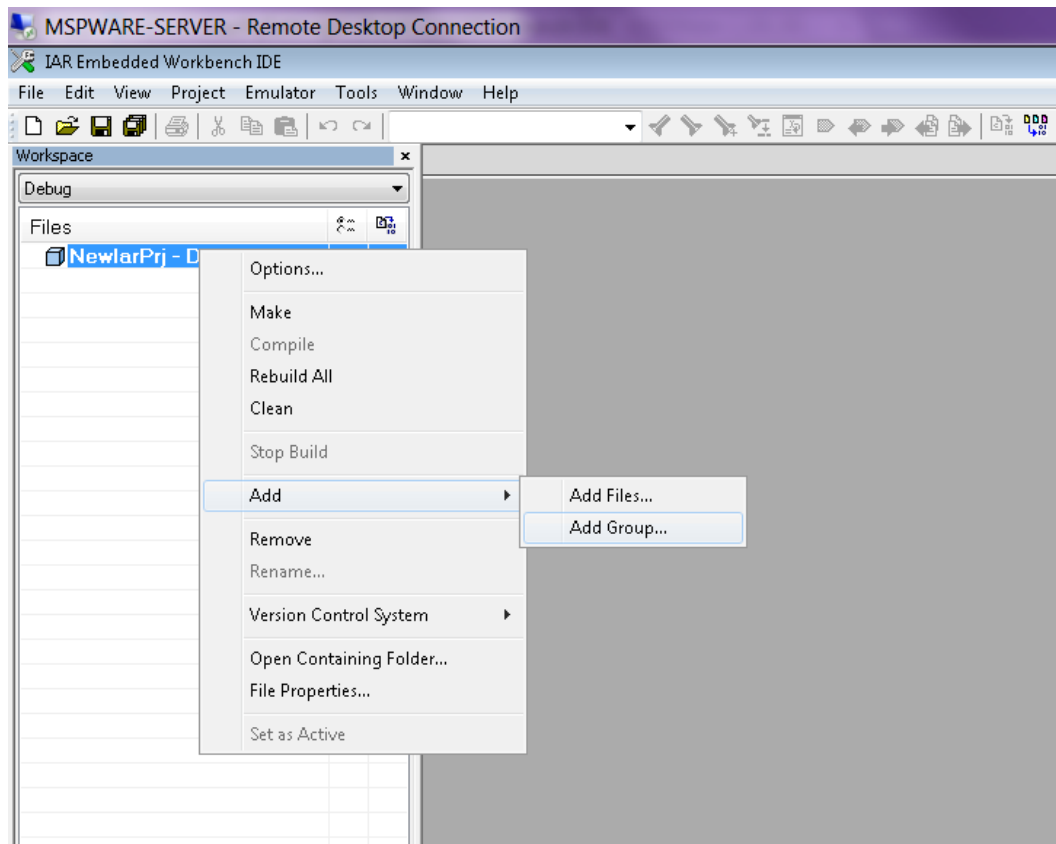 MSPWARE-SERVER - Remote Desktop Connection
IAR Embedded Workbench IDE
File Edit View Project Emulator Tools Window Help
Workspace
Debug
Files
NewIarPrj - D
Options...
Make
Compile
Rebuild All
Clean
Stop Build
Add
Add Files...
Add Group...
Remove
Rename...
Version Control System
Open Containing Folder...
File Properties...
Set as Active